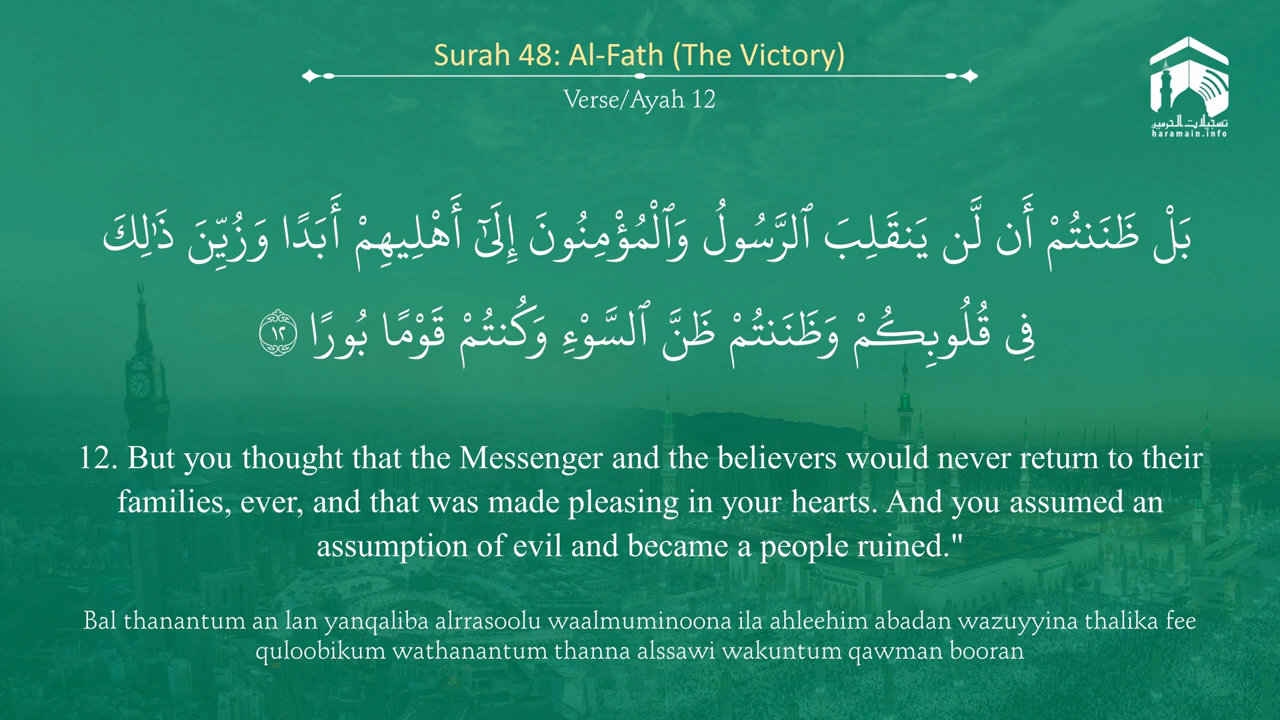 Surah 48: Al-Fath (The Victory)
Verse/Ayah 12
تسجيلات الحرمين
haramain.info
بَلْ ظَنَنتُمْ أَن لَّن يَنقَلِبَ ٱلرَّسُولُ وَٱلْمُؤْمِنُونَ إِلَىٰٓ أَهْلِيهِمْ أَبَدًا وَزُيِّنَ ذَٰلِكَ
فِى قُلُوبِكُمْ وَظَنَنتُمْ ظَنَّ ٱلسَّوْءِ وَكُنتُمْ قَوْمًۢا بُورًا ١٢
12. But you thought that the Messenger and the believers would never return to their
families, ever, and that was made pleasing in your hearts. And you assumed an
assumption of evil and became a people ruined."
Bal thanantum an lan yanqaliba alrrasoolu waalmuminoona ila ahleehim abadan wazuyyina thalika fee
quloobikum wathanantum thanna alssawi wakuntum qawman booran